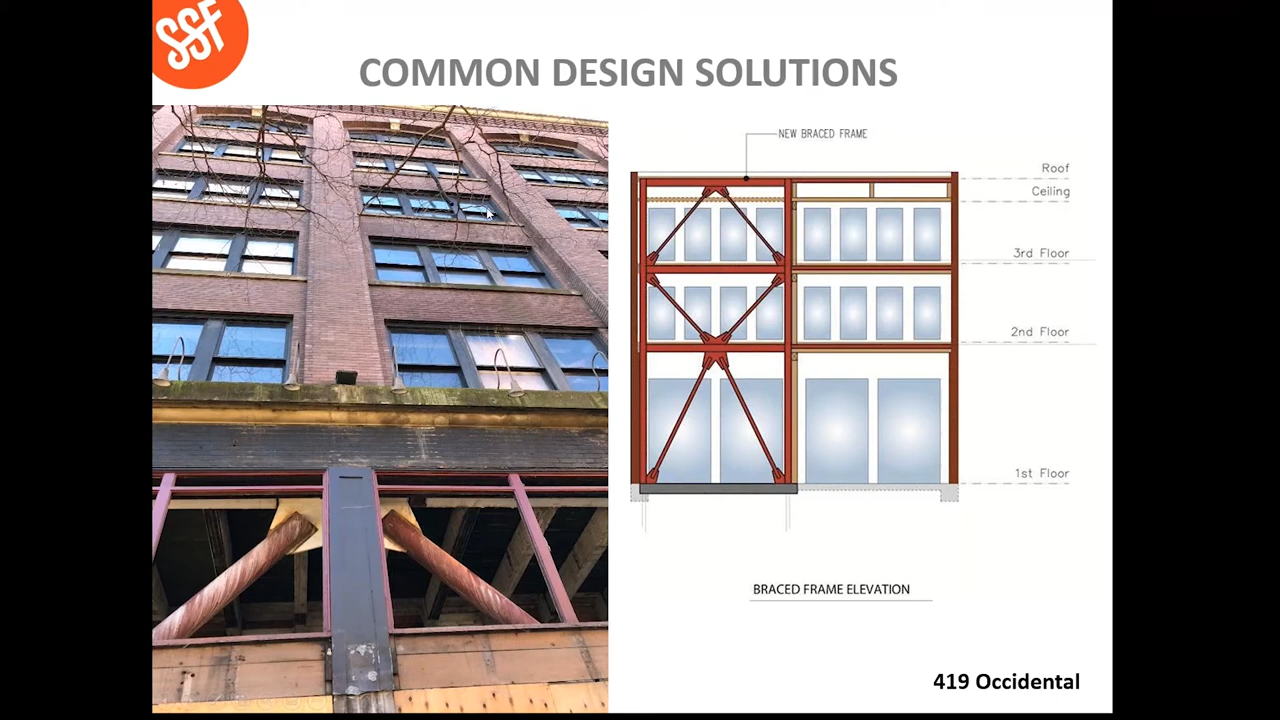 SSF
COMMON DESIGN SOLUTIONS
NEW BRACED FRAME
Roof
Ceiling
3rd Floor
2nd Floor
1st Floor
BRACED FRAME ELEVATION
419 Occidental